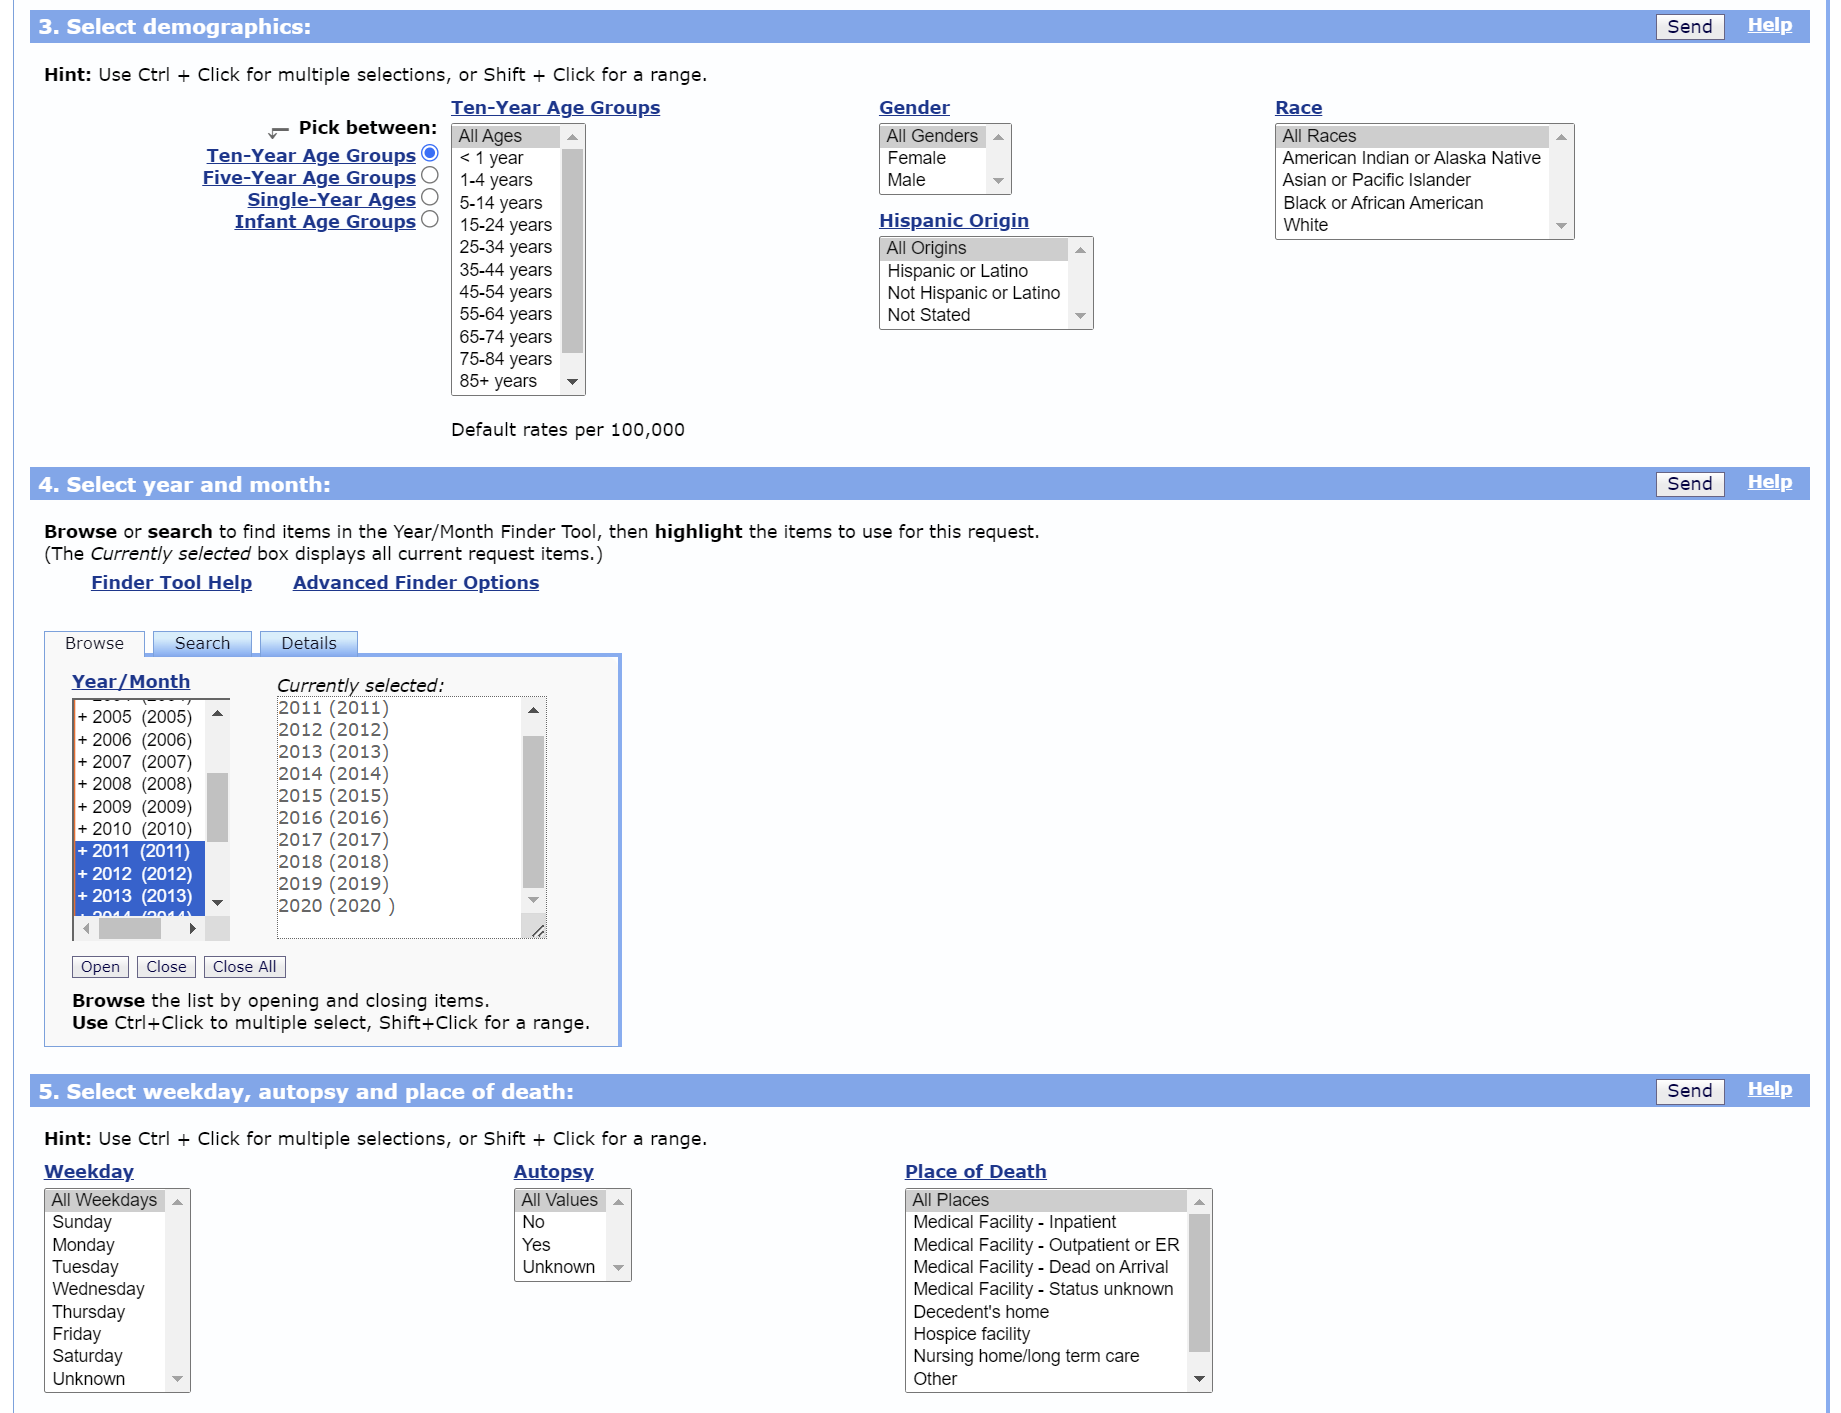 3. Select demographics:
Send
Help
Hint: Use Ctrl + Click for multiple selections, or Shift + Click for a range.
Pick between:
Ten-Year Age Groups
Five-Year Age Groups
Single-Year Ages
Infant Age Groups
Ten-Year Age Groups
All Ages
< 1 year
1-4 years
5-14 years
15-24 years
25-34 years
35-44 years
45-54 years
55-64 years
65-74 years
75-84 years
85+ years
Default rates per 100,000
Gender
All Genders
Female
Male
Hispanic Origin
All Origins
Hispanic or Latino
Not Hispanic or Latino
Not Stated
Race
All Races
American Indian or Alaska Native
Asian or Pacific Islander
Black or African American
White
4. Select year and month:
Send
Help
Browse or search to find items in the Year/Month Finder Tool, then highlight the items to use for this request.
(The Currently selected box displays all current request items.)
Finder Tool Help
Advanced Finder Options
Browse
Search
Details
Year/Month
+ 2005 (2005)
+ 2006 (2006)
+ 2007 (2007)
+ 2008 (2008)
+ 2009 (2009)
+ 2010 (2010)
+ 2011 (2011)
+ 2012 (2012)
+ 2013 (2013)
+ 2014 (2014)
Currently selected:
2011 (2011)
2012 (2012)
2013 (2013)
2014 (2014)
2015 (2015)
2016 (2016)
2017 (2017)
2018 (2018)
2019 (2019)
2020 (2020 )
Open
Close
Close All
Browse the list by opening and closing items.
Use Ctrl+Click to multiple select, Shift+Click for a range.
5. Select weekday, autopsy and place of death:
Send
Help
Hint: Use Ctrl + Click for multiple selections, or Shift + Click for a range.
Weekday
All Weekdays
Sunday
Monday
Tuesday
Wednesday
Thursday
Friday
Saturday
Unknown
Autopsy
All Values
No
Yes
Unknown
Place of Death
All Places
Medical Facility - Inpatient
Medical Facility - Outpatient or ER
Medical Facility - Dead on Arrival
Medical Facility - Status unknown
Decedent's home
Hospice facility
Nursing home/long term care
Other